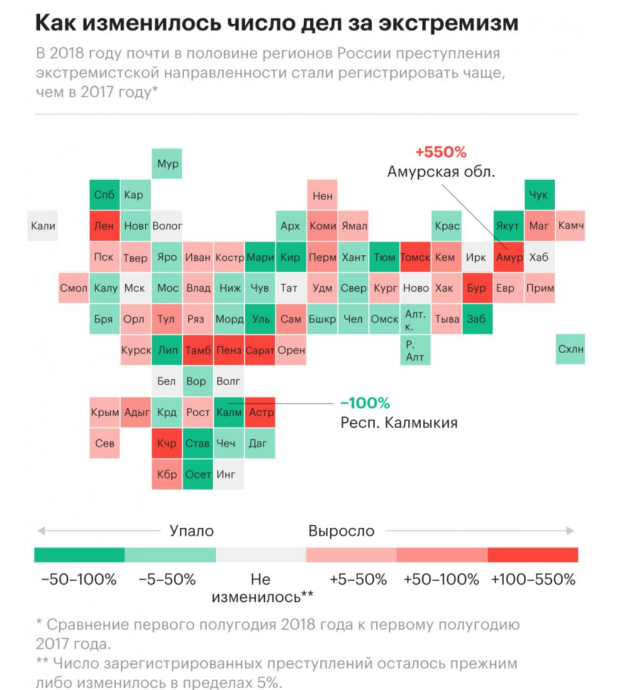 Как изменилось число дел за экстремизм
В 2018 году почти в половине регионов России преступления
экстремистской направленности стали регистрировать чаще,
чем в 2017 году*
+550%
Амурская обл.
Мур
Спб Кар Нен Чук
Кали Лен Новг Волог Арх Коми Ямал Крас Якут Маг Камч
Пск Твер Яро Иван Костр Мари Кир Перм Хант Тюм Томск Кем Ирк Амур Хаб
Смол Калу Мск Мос Влад Ниж Чув Тат Удм Свер Кург Ново Хак Бур Евр Прим
Бря Орл Тул Ряз Морд Уль Сам Бшкр Чел Омск Алт. к. Тыва Заб
Курск Лип Тамб Пенз Сарат Орен Р. Алт Схлн
Бел Вор Волг
−100%
Респ. Калмыкия
Крым Адыг Крд Рост Калм Астр
Сев Кчр Став Чеч Даг
Кбр Осет Инг
Упало Выросло
−50–100% −5–50% Не изменилось** +5–50% +50–100% +100–550%
* Сравнение первого полугодия 2018 года к первому полугодию
2017 года.
** Число зарегистрированных преступлений осталось прежним
либо изменилось в пределах 5%.